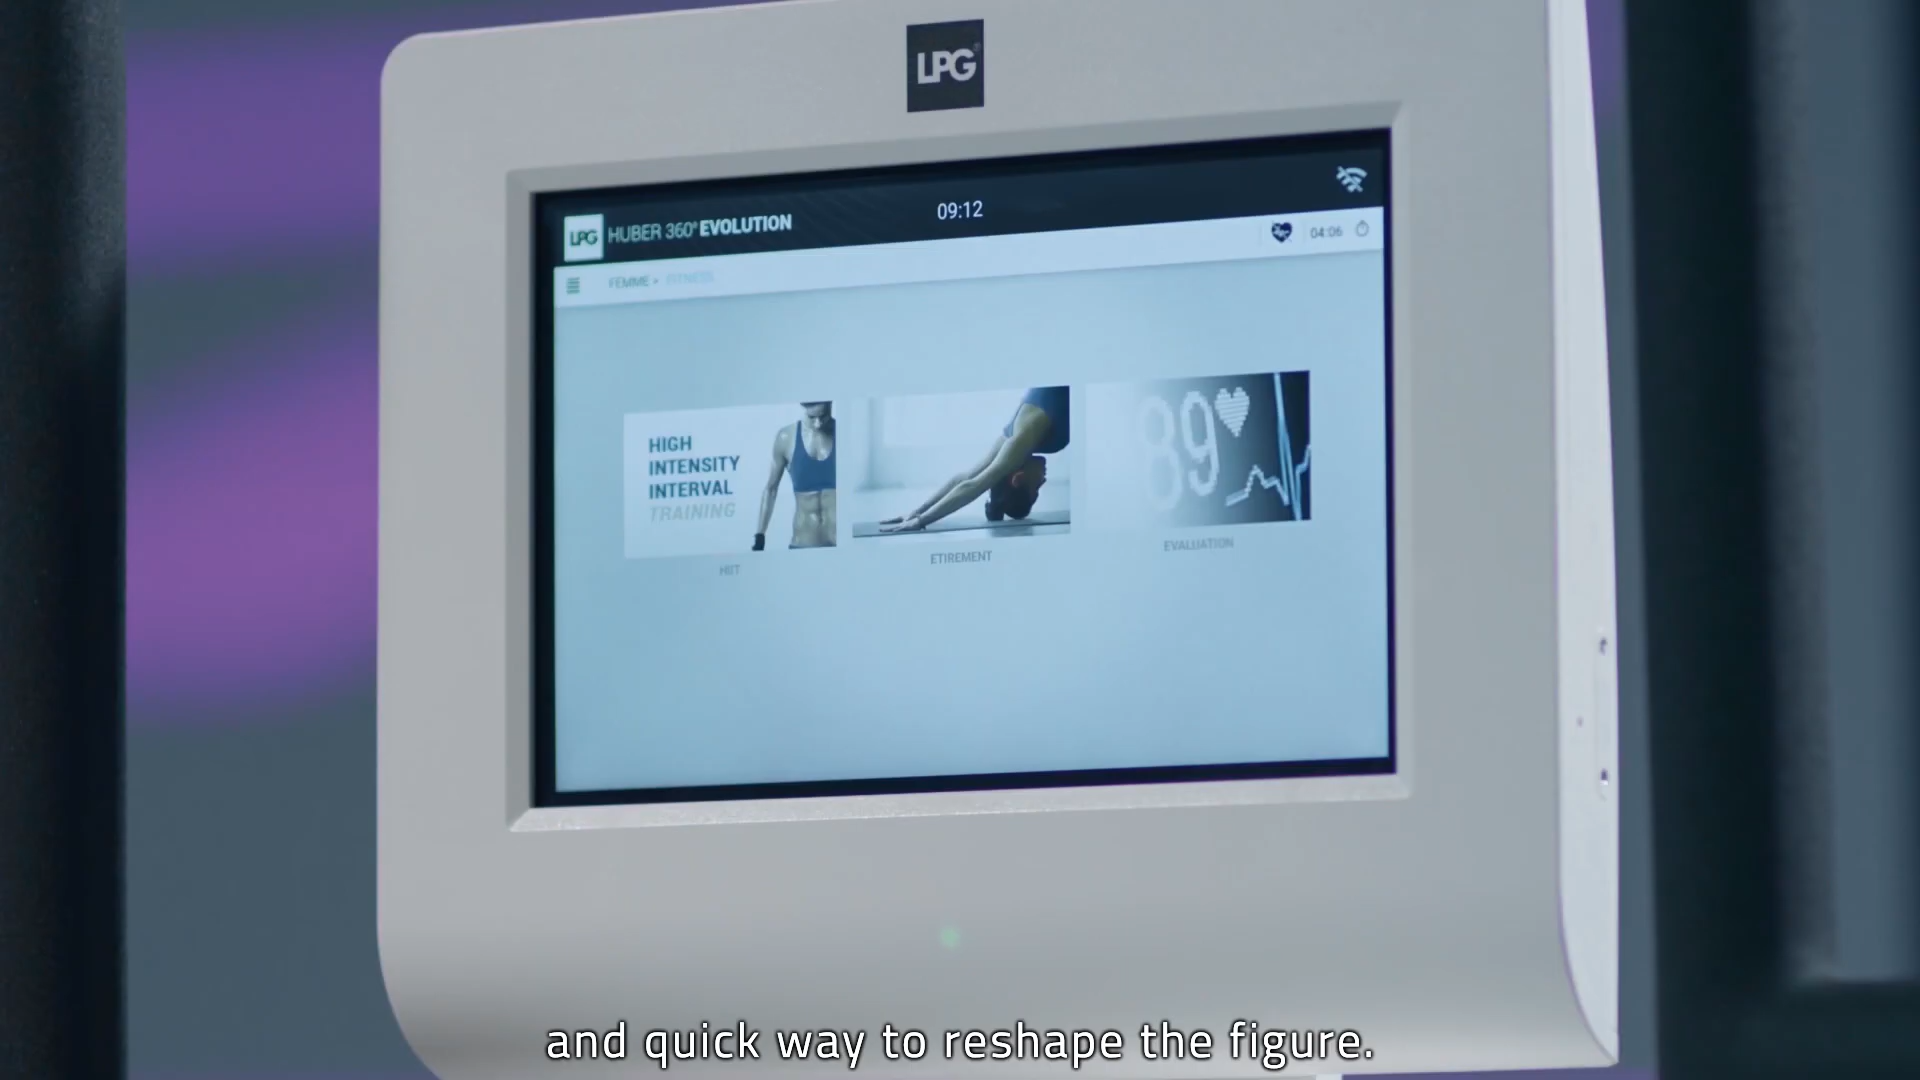 LPG®
LPG HUBER 360° EVOLUTION
09:12
04:06
FEMME > FITNESS
HIGH
INTENSITY
INTERVAL
TRAINING
89
HIIT
ETIREMENT
EVALUATION
and quick way to reshape the figure.